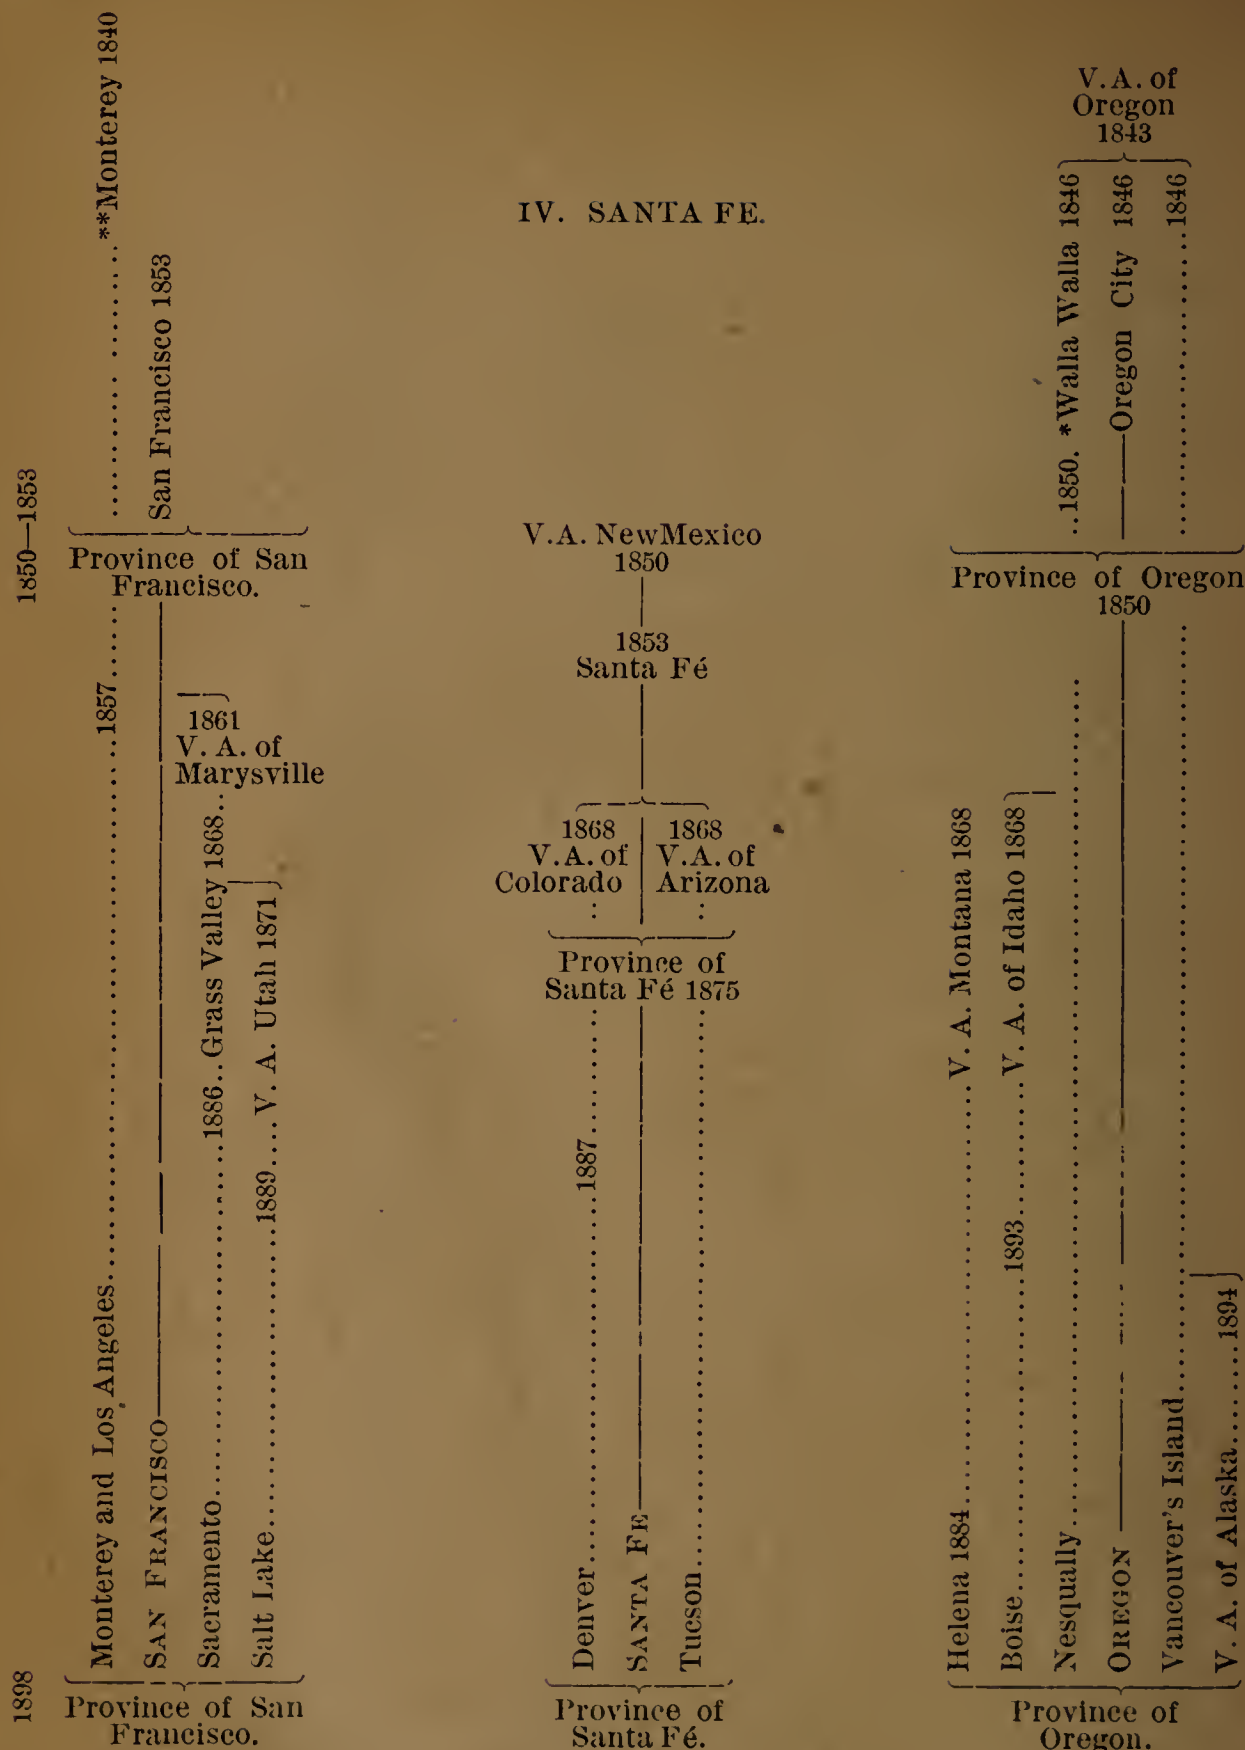 IV. SANTA FE.
1850—1853
1898
**Monterey 1840
San Francisco 1853
Province of San
Francisco.
1857
1861
V. A. of
Marysville
Monterey and Los Angeles
SAN FRANCISCO
Sacramento 1886 Grass Valley 1868
Salt Lake 1889 V. A. Utah 1871
Province of San
Francisco.
V.A. NewMexico
1850
1853
Santa Fé
1868
V.A. of
Colorado
1868
V.A. of
Arizona
Province of
Santa Fé 1875
Denver 1887
SANTA FE
Tucson
Province of
Santa Fé.
V.A. of
Oregon
1843
1850. *Walla Walla 1846
Oregon City 1846
1846
Province of Oregon
1850
Helena 1884 V. A. Montana 1868
Boise 1893 V. A. of Idaho 1868
Nesqually
OREGON
Vancouver's Island
V. A. of Alaska 1894
Province of
Oregon.